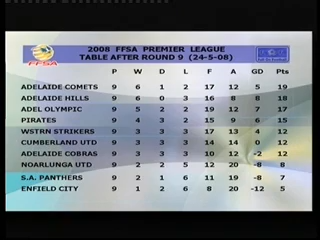 2008 FFSA PREMIER LEAGUE
TABLE AFTER ROUND 9 (24-5-08)
FFSA
P W D L F A GD Pts
ADELAIDE COMETS 9 6 1 2 17 12 5 19
ADELAIDE HILLS 9 6 0 3 16 8 8 18
ADEL OLYMPIC 9 5 2 2 19 12 7 17
PIRATES 9 4 3 2 15 9 6 15
WSTRN STRIKERS 9 3 3 3 17 13 4 12
CUMBERLAND UTD 9 3 3 3 14 14 0 12
ADELAIDE COBRAS 9 3 3 3 10 12 -2 12
NOARLUNGA UTD 9 2 2 5 12 20 -8 8
S.A. PANTHERS 9 2 1 6 11 19 -8 7
ENFIELD CITY 9 1 2 6 8 20 -12 5